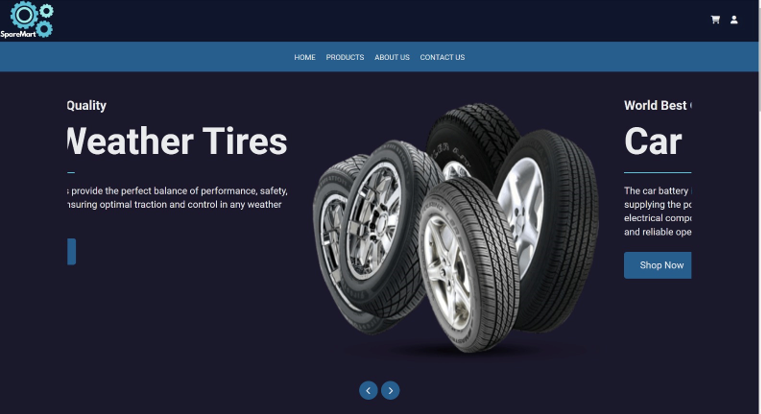 SpareMart
HOME PRODUCTS ABOUT US CONTACT US
Quality
Weather Tires
s provide the perfect balance of performance, safety,
nsuring optimal traction and control in any weather
World Best
Car
The car battery
supplying the po
electrical compo
and reliable ope
Shop Now